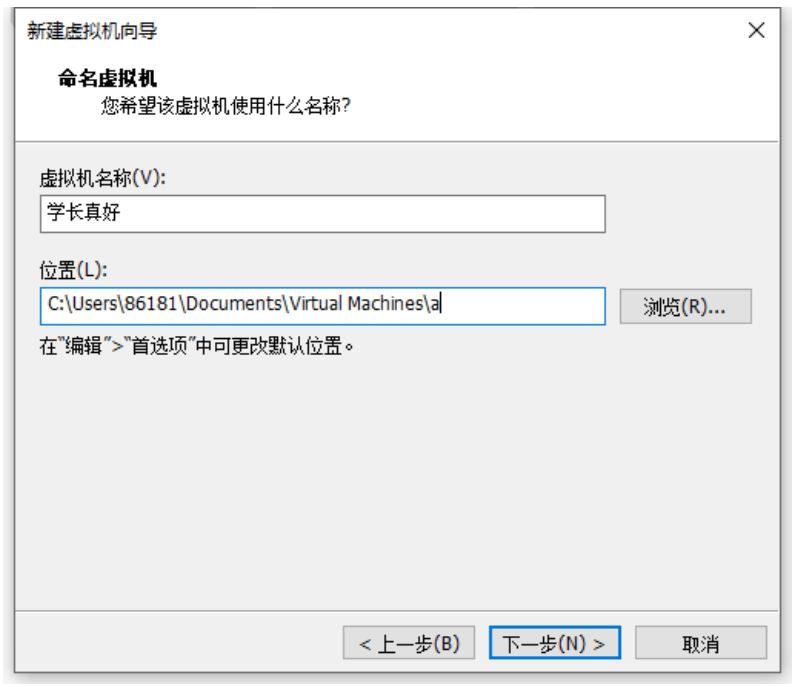 新建虚拟机向导
命名虚拟机
您希望该虚拟机使用什么名称?
虚拟机名称(V):
学长真好
位置(L):
C:\Users\86181\Documents\Virtual Machines\a
浏览(R)...
在"编辑">"首选项"中可更改默认位置。
< 上一步(B)
下一步(N) >
取消